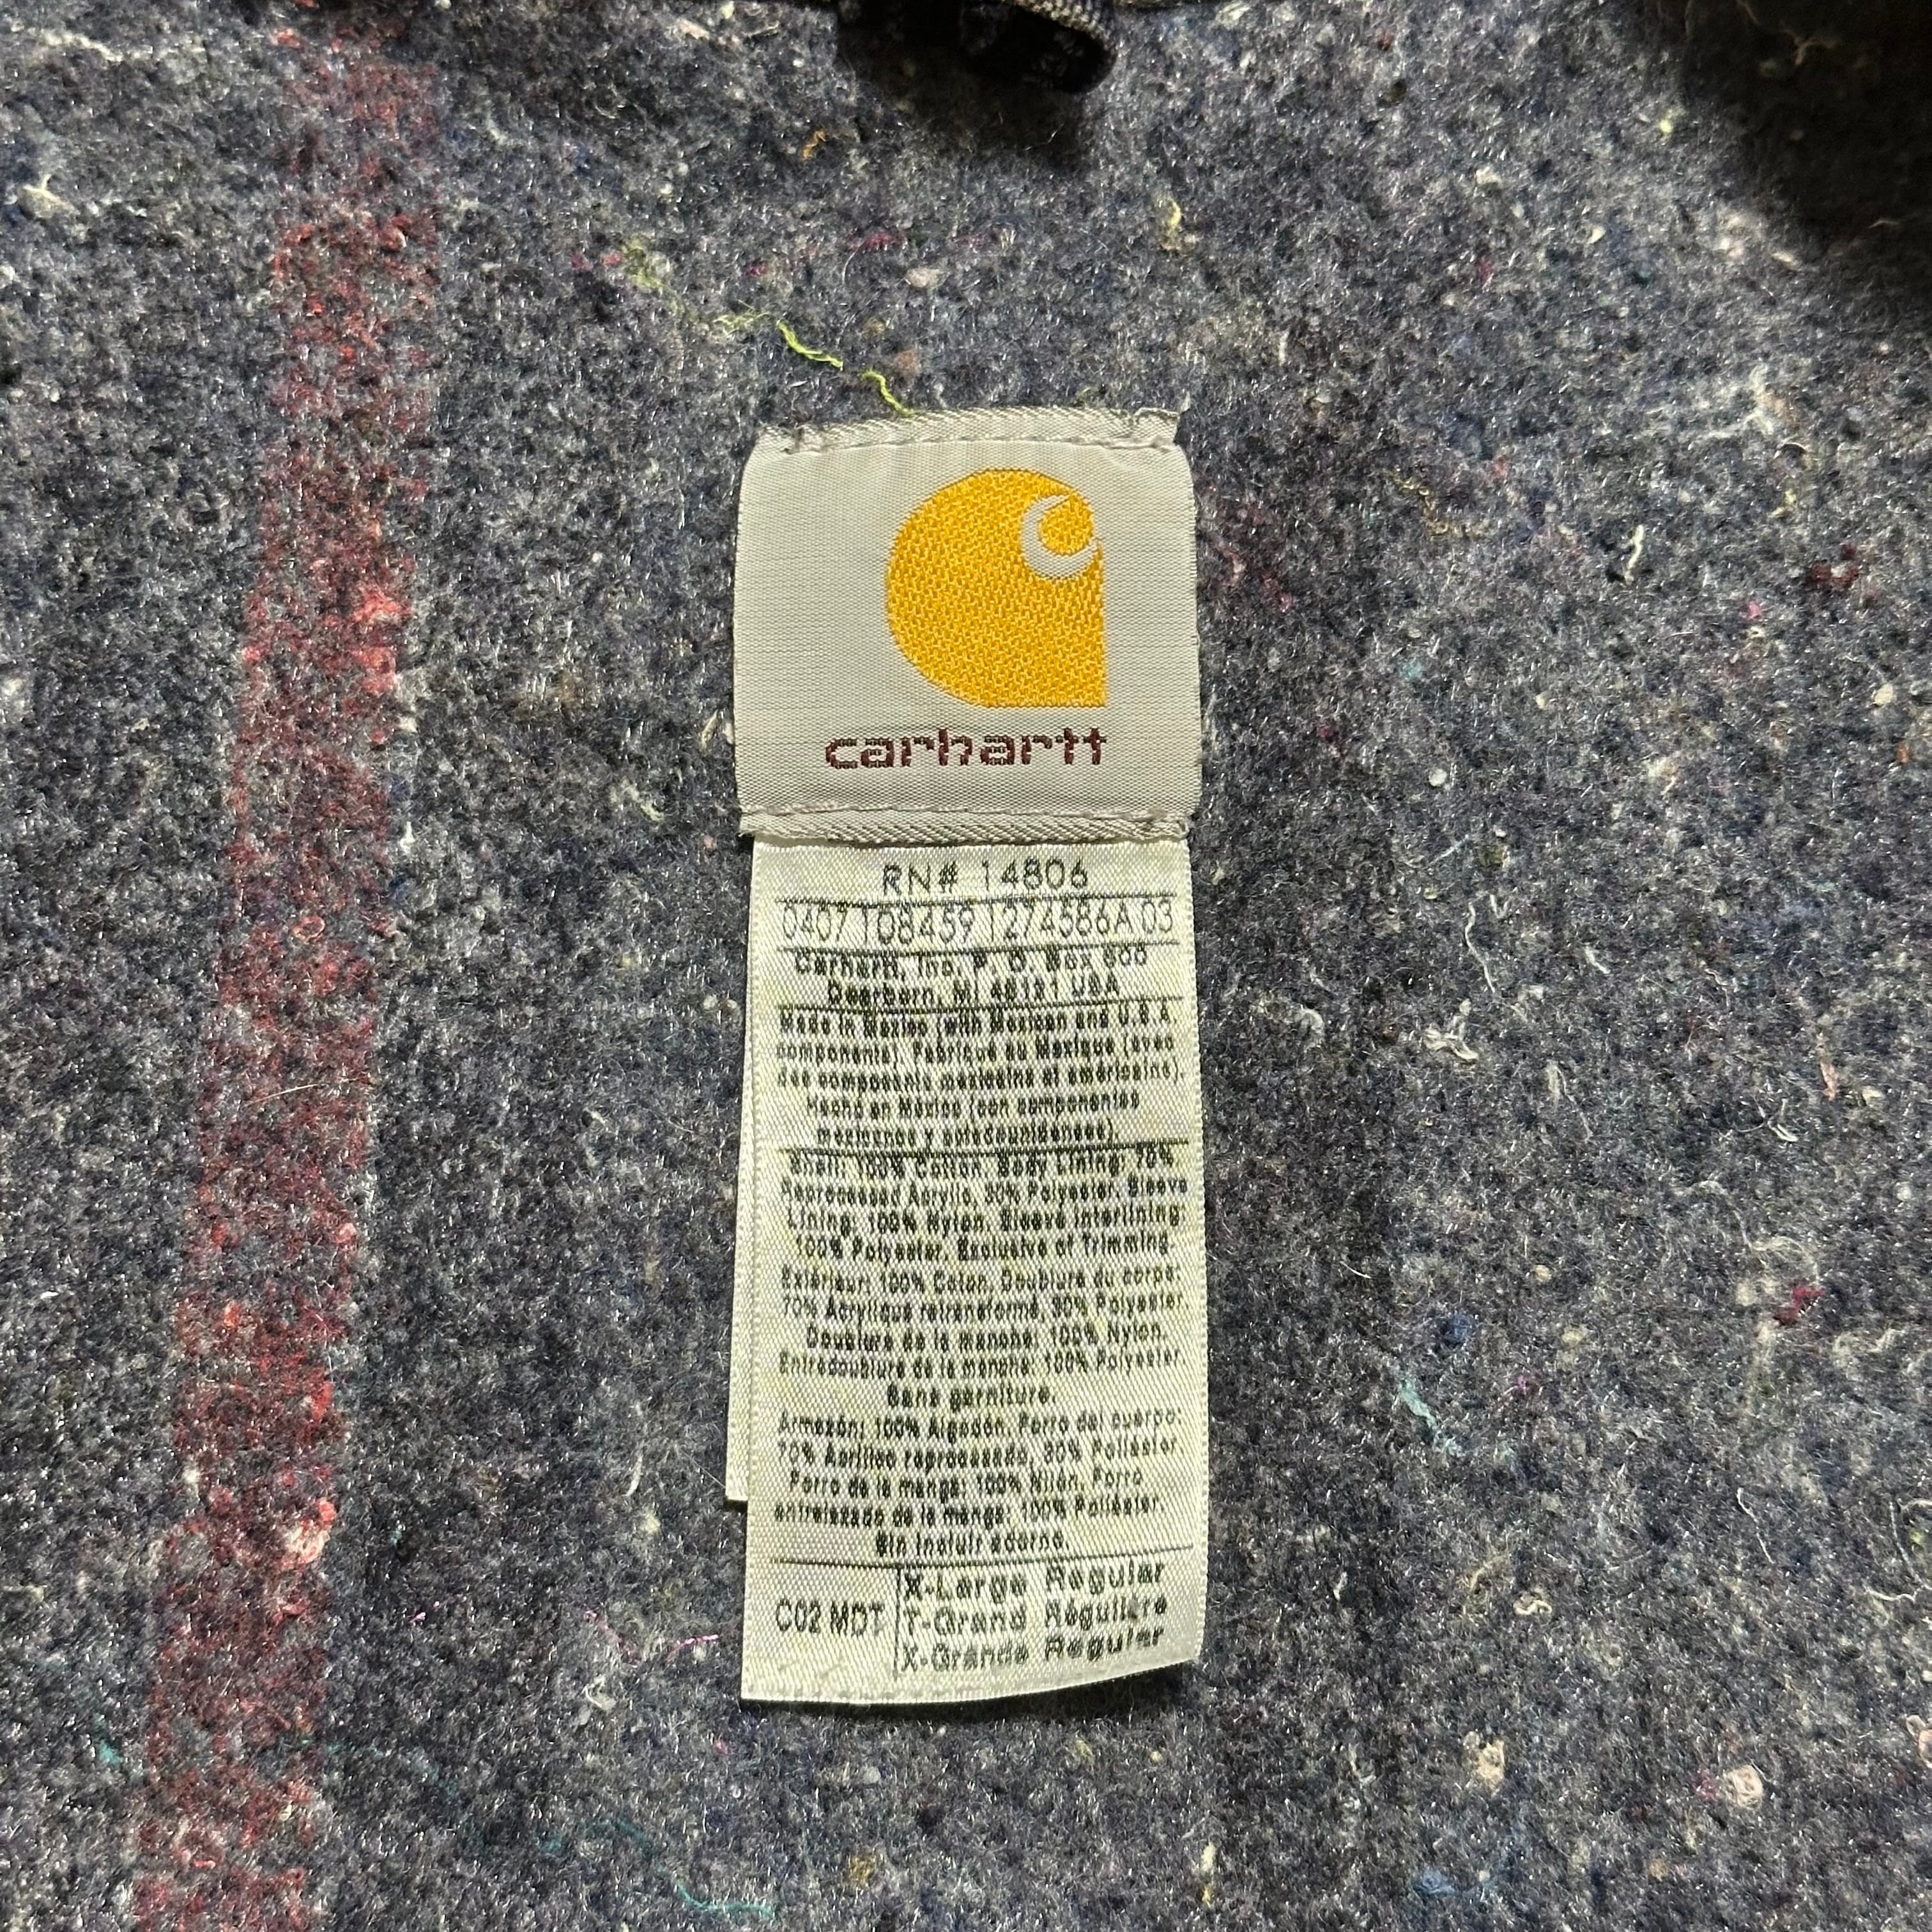 carhartt
RN# 14806
0407 108459 1274586A 03
Carhartt, Inc. P. O. Box 600
Dearborn, MI 48121 USA
Made in Mexico (with Mexican and U.S.A.
components). Fabriqué au Mexique (avec
des composants mexicains et américains).
Hecho en México (con componentes
mexicanos y estadounidenses).
Shell: 100% Cotton. Body Lining: 70%
Reprocessed Acrylic, 30% Polyester. Sleeve
Lining: 100% Nylon. Sleeve Interlining:
100% Polyester. Exclusive of Trimming.
Extérieur: 100% Coton. Doublure du corps:
70% Acrylique retransformé, 30% Polyester.
Doublure de la manche: 100% Nylon.
Entredoublure de la manche: 100% Polyester
Sans garniture.
Armazón: 100% Algodón. Forro del cuerpo:
70% Acrílico reprocesado, 30% Poliéster.
Forro de la manga: 100% Nilón. Forro
entrelazado de la manga: 100% Poliéster.
Sin incluir adorno.
C02 MDT
X-Large Regular
T-Grand Régulière
X-Grande Regular